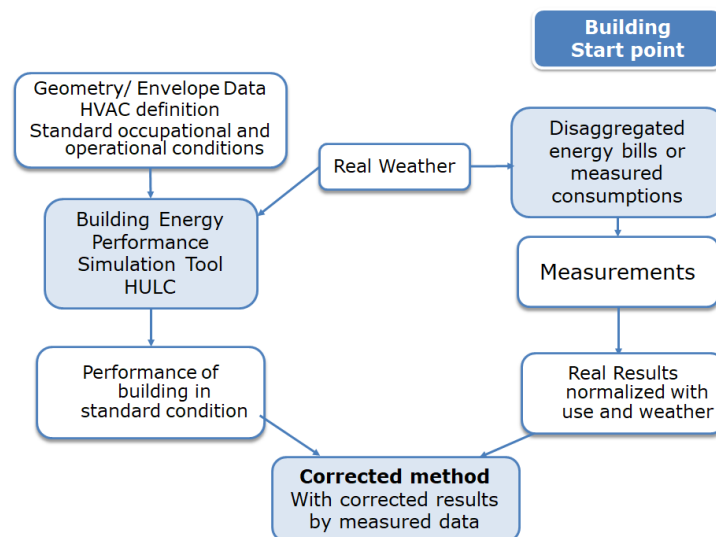 Building
Start point
Geometry/ Envelope Data
HVAC definition
Standard occupational and
operational conditions
Real Weather
Disaggregated
energy bills or
measured
consumptions
Building Energy
Performance
Simulation Tool
HULC
Measurements
Performance of
building in
standard condition
Real Results
normalized with
use and weather
Corrected method
With corrected results
by measured data